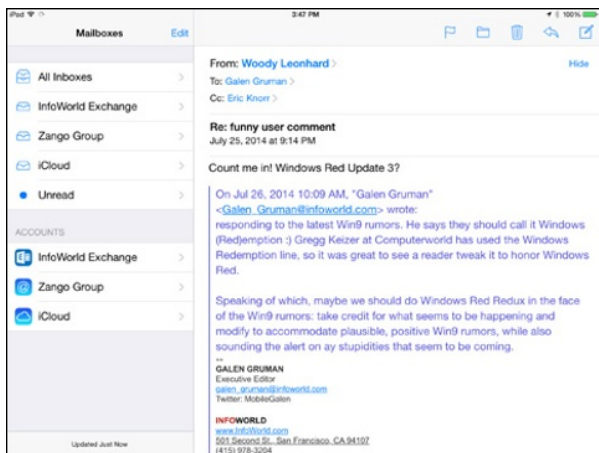 iPad 2:47 PM 100%
Mailboxes Edit
All Inboxes
InfoWorld Exchange
Zango Group
iCloud
Unread
ACCOUNTS
InfoWorld Exchange
Zango Group
iCloud
Updated Just Now
From: Woody Leonhard Hide
To: Galen Gruman
Cc: Eric Knorr
Re: funny user comment
July 25, 2014 at 9:14 PM
Count me in! Windows Red Update 3?
On Jul 26, 2014 10:09 AM, "Galen Gruman"
<Galen_Gruman@infoworld.com> wrote:
responding to the latest Win9 rumors. He says they should call it Windows
(Red)emption :) Gregg Keizer at Computerworld has used the Windows
Redemption line, so it was great to see a reader tweak it to honor Windows
Red.
Speaking of which, maybe we should do Windows Red Redux in the face
of the Win9 rumors: take credit for what seems to be happening and
modify to accommodate plausible, positive Win9 rumors, while also
sounding the alert on ay stupidities that seem to be coming.
--
GALEN GRUMAN
Executive Editor
galen_gruman@infoworld.com
Twitter: MobileGalen
INFOWORLD
www.InfoWorld.com
501 Second St., San Francisco, CA 94107
(415) 978-3204